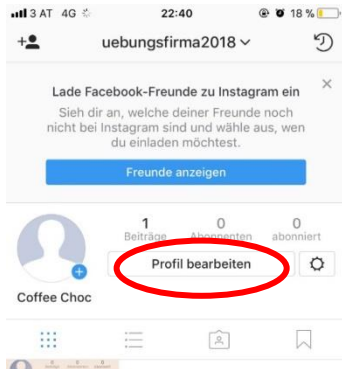 3 AT 4G 22:40 18 %
uebungsfirma2018
Lade Facebook-Freunde zu Instagram ein
Sieh dir an, welche deiner Freunde noch
nicht bei Instagram sind und wähle aus, wen
du einladen möchtest.
Freunde anzeigen
1 0 0
Beiträge Abonnenten abonniert
Profil bearbeiten
Coffee Choc